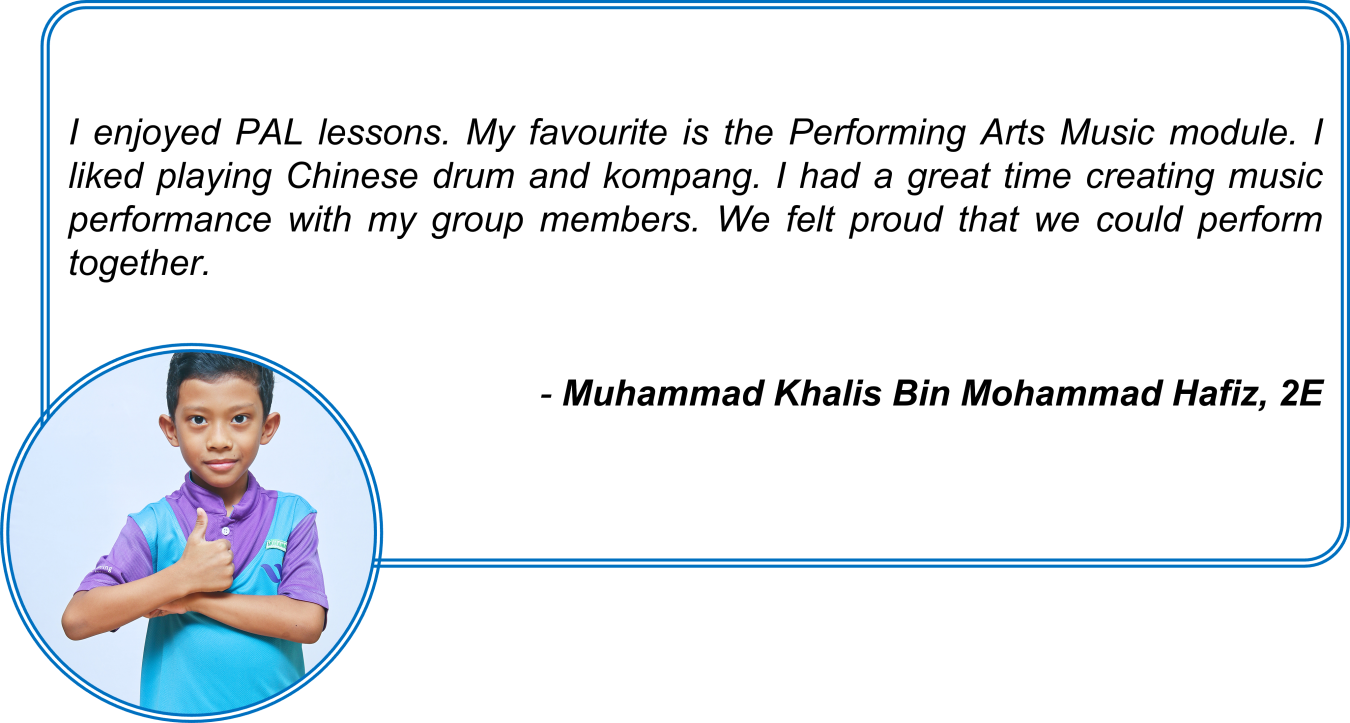 I enjoyed PAL lessons. My favourite is the Performing Arts Music module. I
liked playing Chinese drum and kompang. I had a great time creating music
performance with my group members. We felt proud that we could perform
together.
- Muhammad Khalis Bin Mohammad Hafiz, 2E